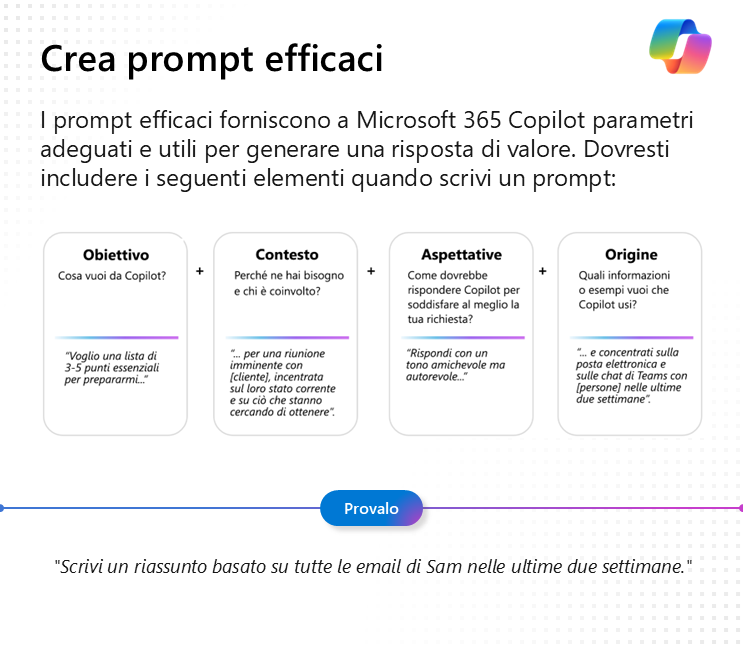 Crea prompt efficaci
I prompt efficaci forniscono a Microsoft 365 Copilot parametri
adeguati e utili per generare una risposta di valore. Dovresti
includere i seguenti elementi quando scrivi un prompt:
Obiettivo
Cosa vuoi da Copilot?
"Voglio una lista di
3-5 punti essenziali
per prepararmi..."
+
Contesto
Perché ne hai bisogno
e chi è coinvolto?
"... per una riunione
imminente con
[cliente], incentrata
sul loro stato corrente
e su ciò che stanno
cercando di ottenere".
+
Aspettative
Come dovrebbe
rispondere Copilot per
soddisfare al meglio la
tua richiesta?
"Rispondi con un
tono amichevole ma
autorevole..."
+
Origine
Quali informazioni
o esempi vuoi che
Copilot usi?
"... e concentrati sulla
posta elettronica e
sulle chat di Teams con
[persone] nelle ultime
due settimane".
Provalo
"Scrivi un riassunto basato su tutte le email di Sam nelle ultime due settimane."